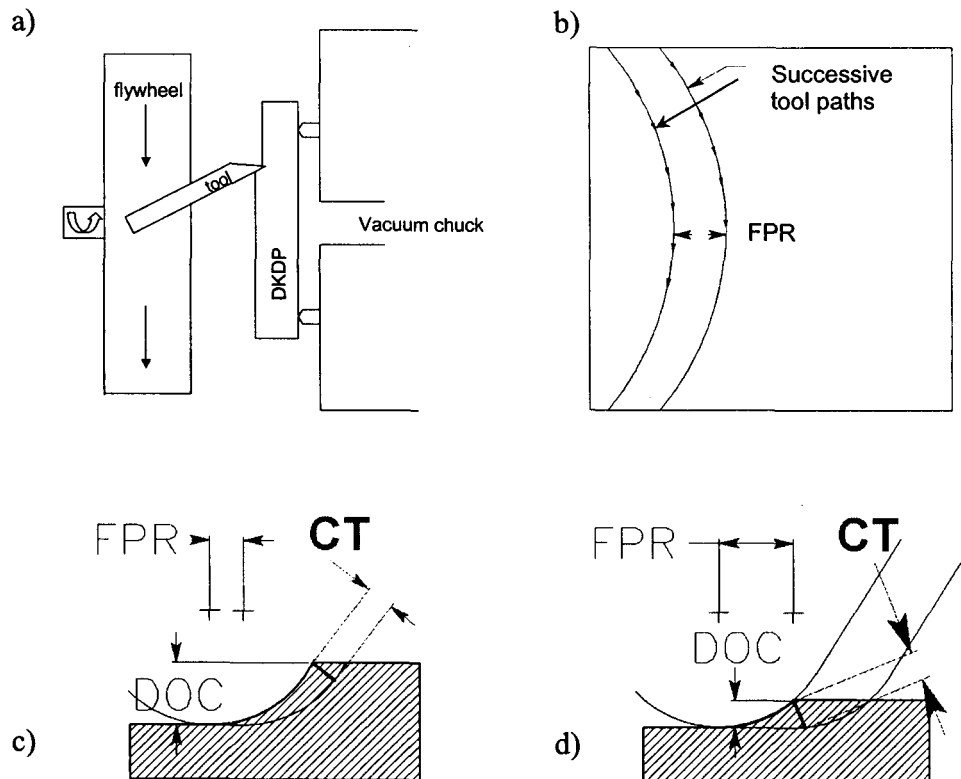 a)
flywheel
tool
DKDP
Vacuum chuck
b)
Successive
tool paths
FPR
FPR
CT
DOC
c)
FPR
CT
DOC
d)